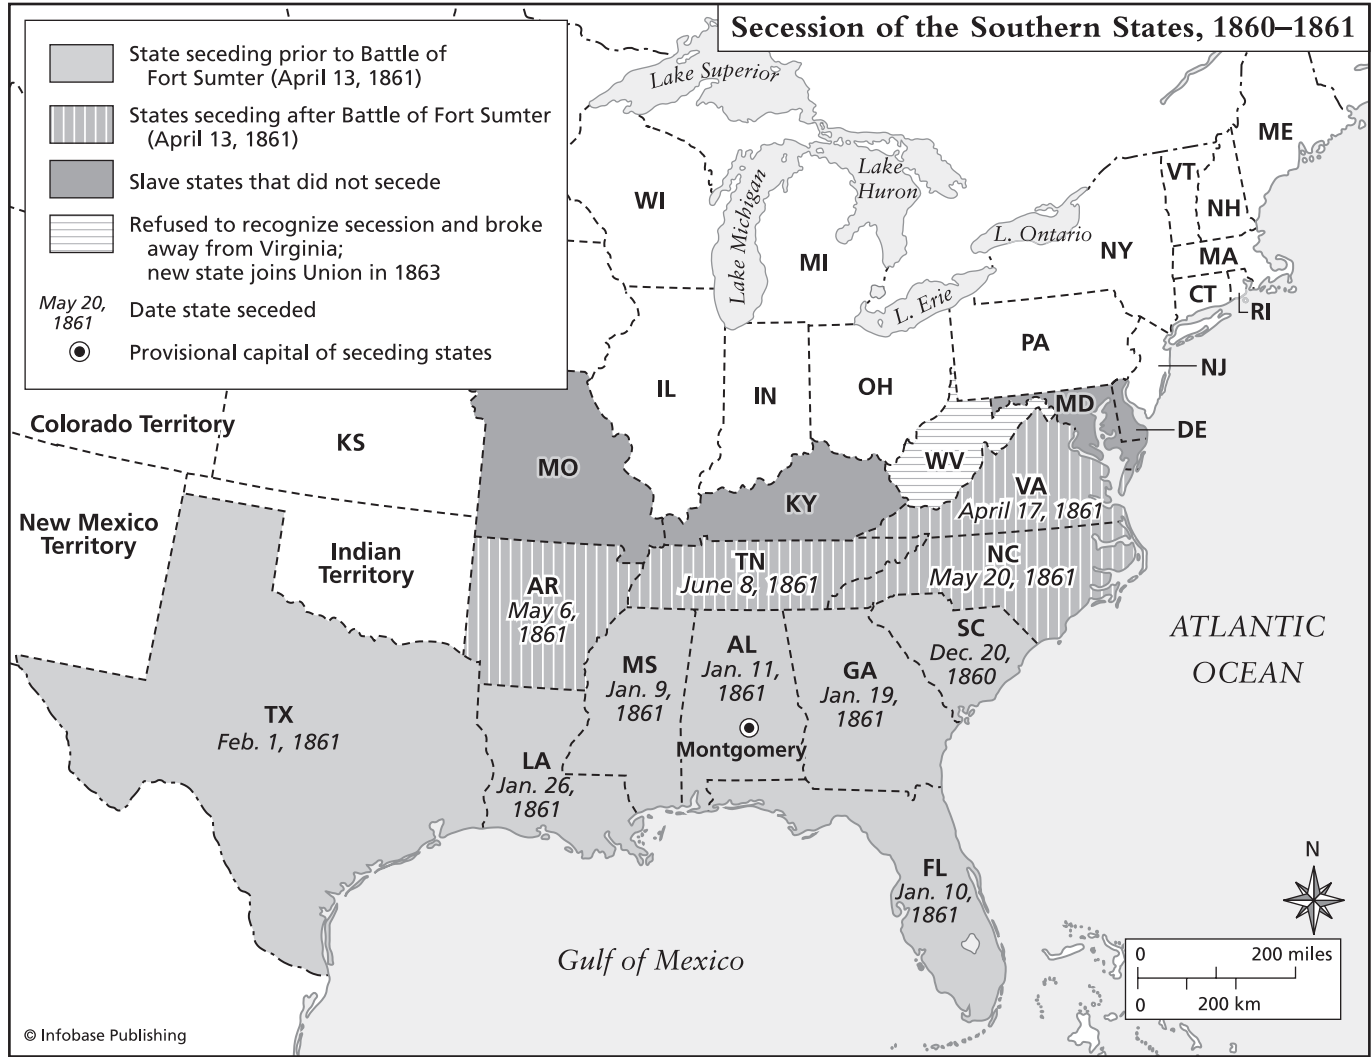 Secession of the Southern States, 1860–1861
State seceding prior to Battle of
Fort Sumter (April 13, 1861)
States seceding after Battle of Fort Sumter
(April 13, 1861)
Slave states that did not secede
Refused to recognize secession and broke
away from Virginia;
new state joins Union in 1863
May 20,
1861
Date state seceded
Provisional capital of seceding states
Lake Superior
Lake Michigan
Lake
Huron
L. Ontario
L. Erie
ME
VT
NH
MA
CT
RI
NY
NJ
PA
MD
DE
WI
MI
IL
IN
OH
WV
Colorado Territory
KS
MO
KY
VA
April 17, 1861
New Mexico
Territory
Indian
Territory
AR
May 6,
1861
TN
June 8, 1861
NC
May 20, 1861
SC
Dec. 20,
1860
MS
Jan. 9,
1861
AL
Jan. 11,
1861
Montgomery
GA
Jan. 19,
1861
TX
Feb. 1, 1861
LA
Jan. 26,
1861
FL
Jan. 10,
1861
ATLANTIC
OCEAN
Gulf of Mexico
N
0 200 miles
0 200 km
© Infobase Publishing